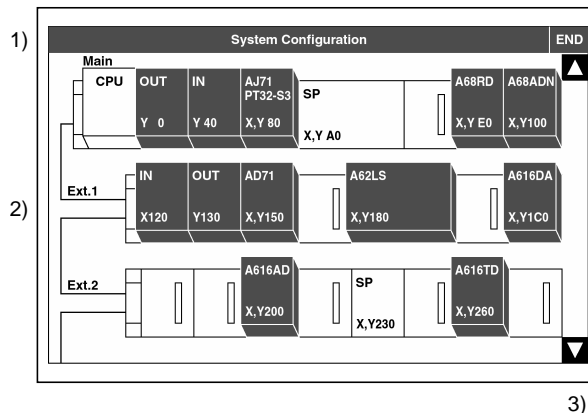 1)
System Configuration END
Main
CPU OUT IN AJ71 PT32-S3 SP A68RD A68ADN
Y 0 Y 40 X,Y 80 X,Y A0 X,Y E0 X,Y100
Ext.1
2)
IN OUT AD71 A62LS A616DA
X120 Y130 X,Y150 X,Y180 X,Y1C0
Ext.2
A616AD SP A616TD
X,Y200 X,Y230 X,Y260
3)